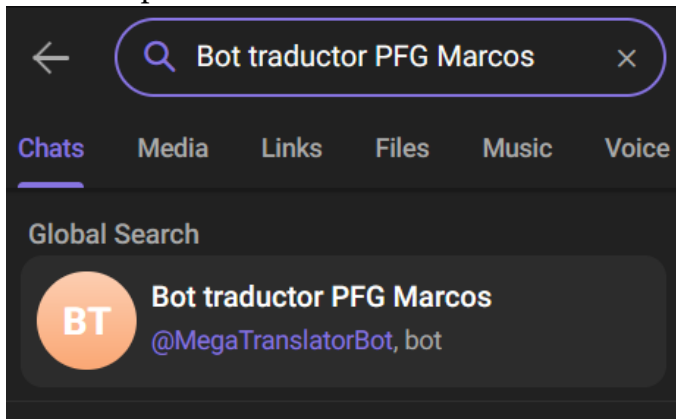 Bot traductor PFG Marcos
Chats Media Links Files Music Voice
Global Search
BT
Bot traductor PFG Marcos
@MegaTranslatorBot, bot